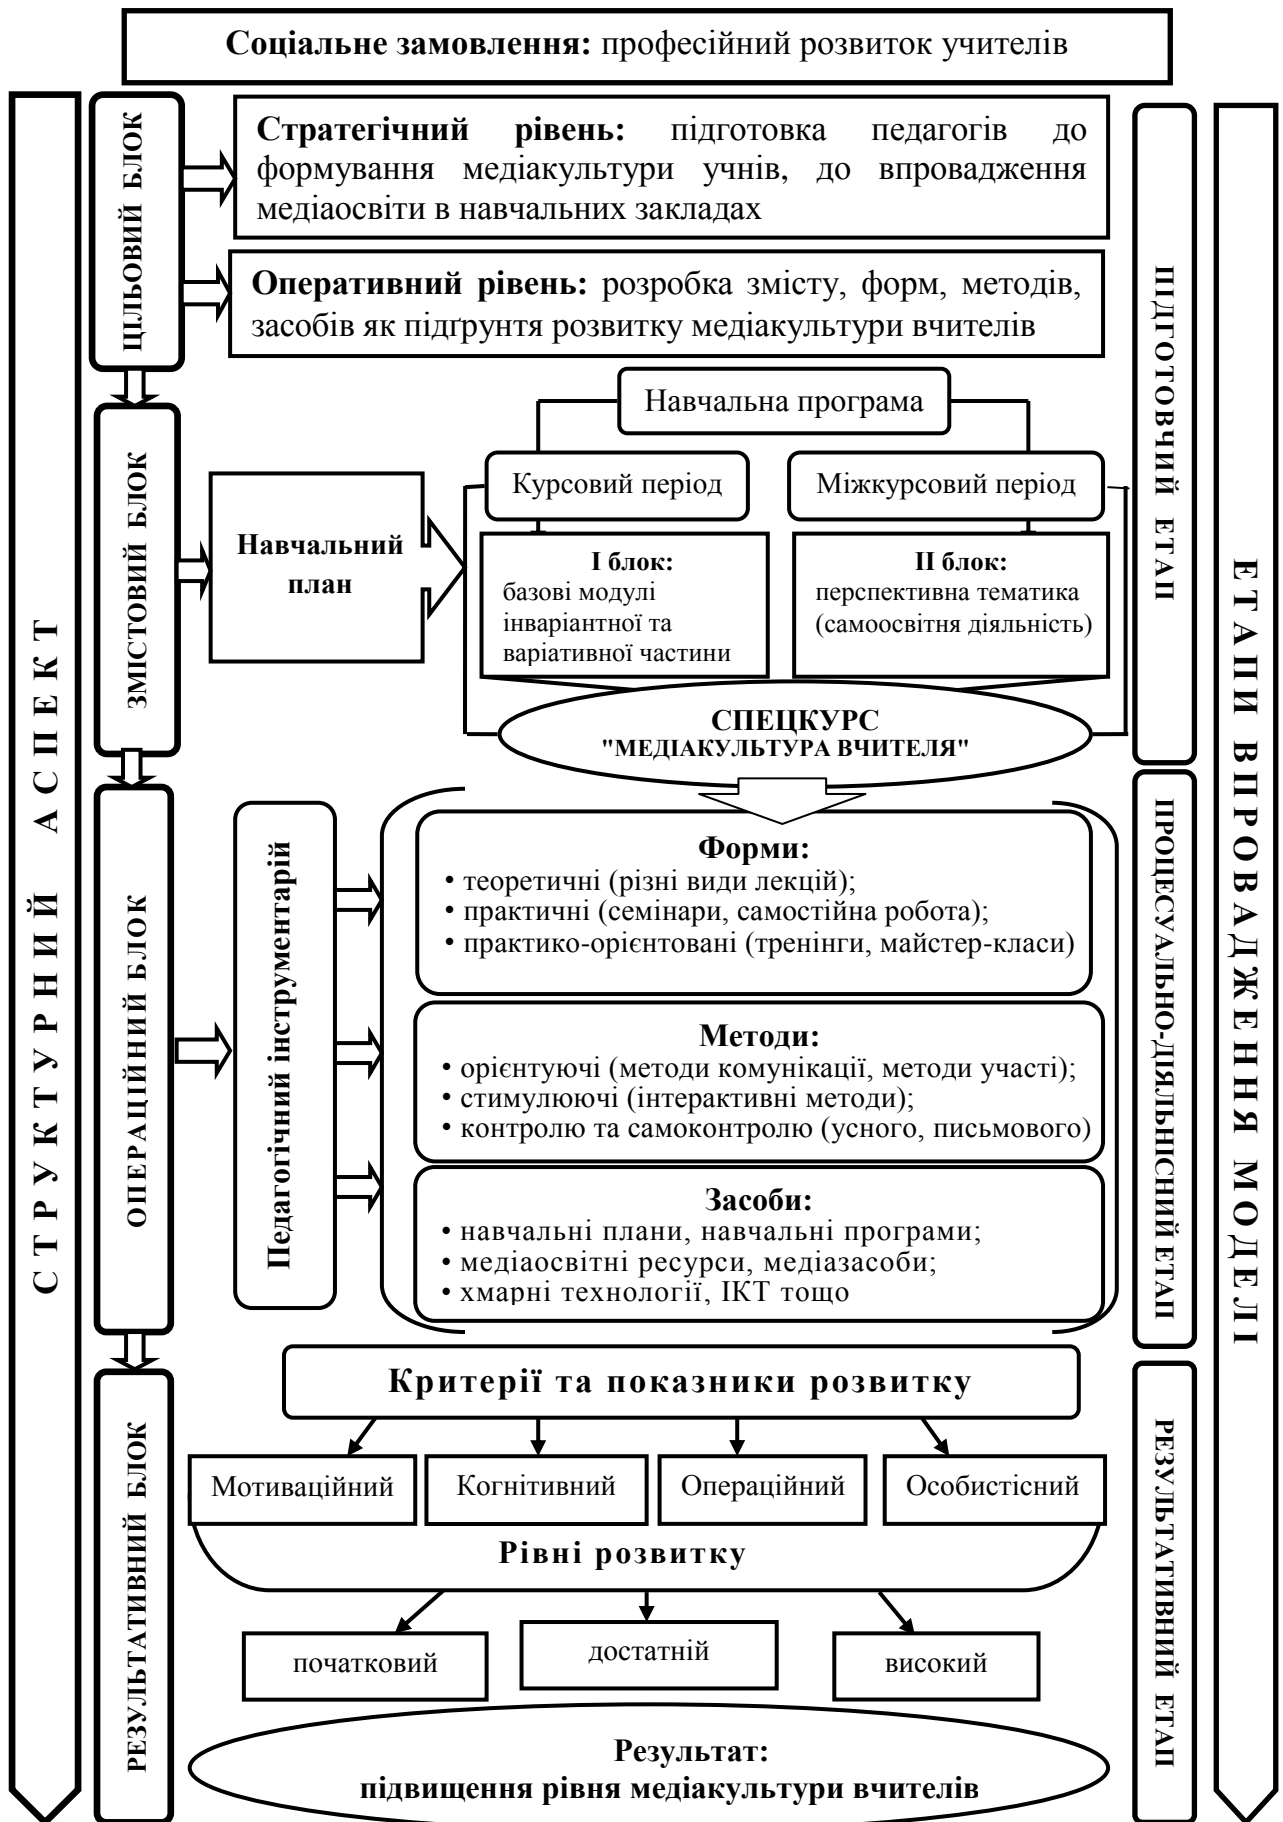 Соціальне замовлення: професійний розвиток учителів
СТРУКТУРНИЙ АСПЕКТ
ЦІЛЬОВИЙ БЛОК
Стратегічний рівень: підготовка педагогів до
формування медіакультури учнів, до впровадження
медіаосвіти в навчальних закладах
Оперативний рівень: розробка змісту, форм, методів,
засобів як підґрунтя розвитку медіакультури вчителів
ПІДГОТОВЧИЙ ЕТАП
ЕТАПИ ВПРОВАДЖЕННЯ МОДЕЛІ
ЗМІСТОВИЙ БЛОК
Навчальний
план
Навчальна програма
Курсовий період
Міжкурсовий період
І блок:
базові модулі
інваріантної та
варіативної частини
ІІ блок:
перспективна тематика
(самоосвітня діяльність)
СПЕЦКУРС
"МЕДІАКУЛЬТУРА ВЧИТЕЛЯ"
ОПЕРАЦІЙНИЙ БЛОК
Педагогічний інструментарій
Форми:
• теоретичні (різні види лекцій);
• практичні (семінари, самостійна робота);
• практико-орієнтовані (тренінги, майстер-класи)
Методи:
• орієнтуючі (методи комунікації, методи участі);
• стимулюючі (інтерактивні методи);
• контролю та самоконтролю (усного, письмового)
Засоби:
• навчальні плани, навчальні програми;
• медіаосвітні ресурси, медіазасоби;
• хмарні технології, ІКТ тощо
ПРОЦЕСУАЛЬНО-ДІЯЛЬНІСНИЙ ЕТАП
РЕЗУЛЬТАТИВНИЙ БЛОК
Критерії та показники розвитку
Мотиваційний
Когнітивний
Операційний
Особистісний
Рівні розвитку
початковий
достатній
високий
Результат:
підвищення рівня медіакультури вчителів
РЕЗУЛЬТАТИВНИЙ ЕТАП